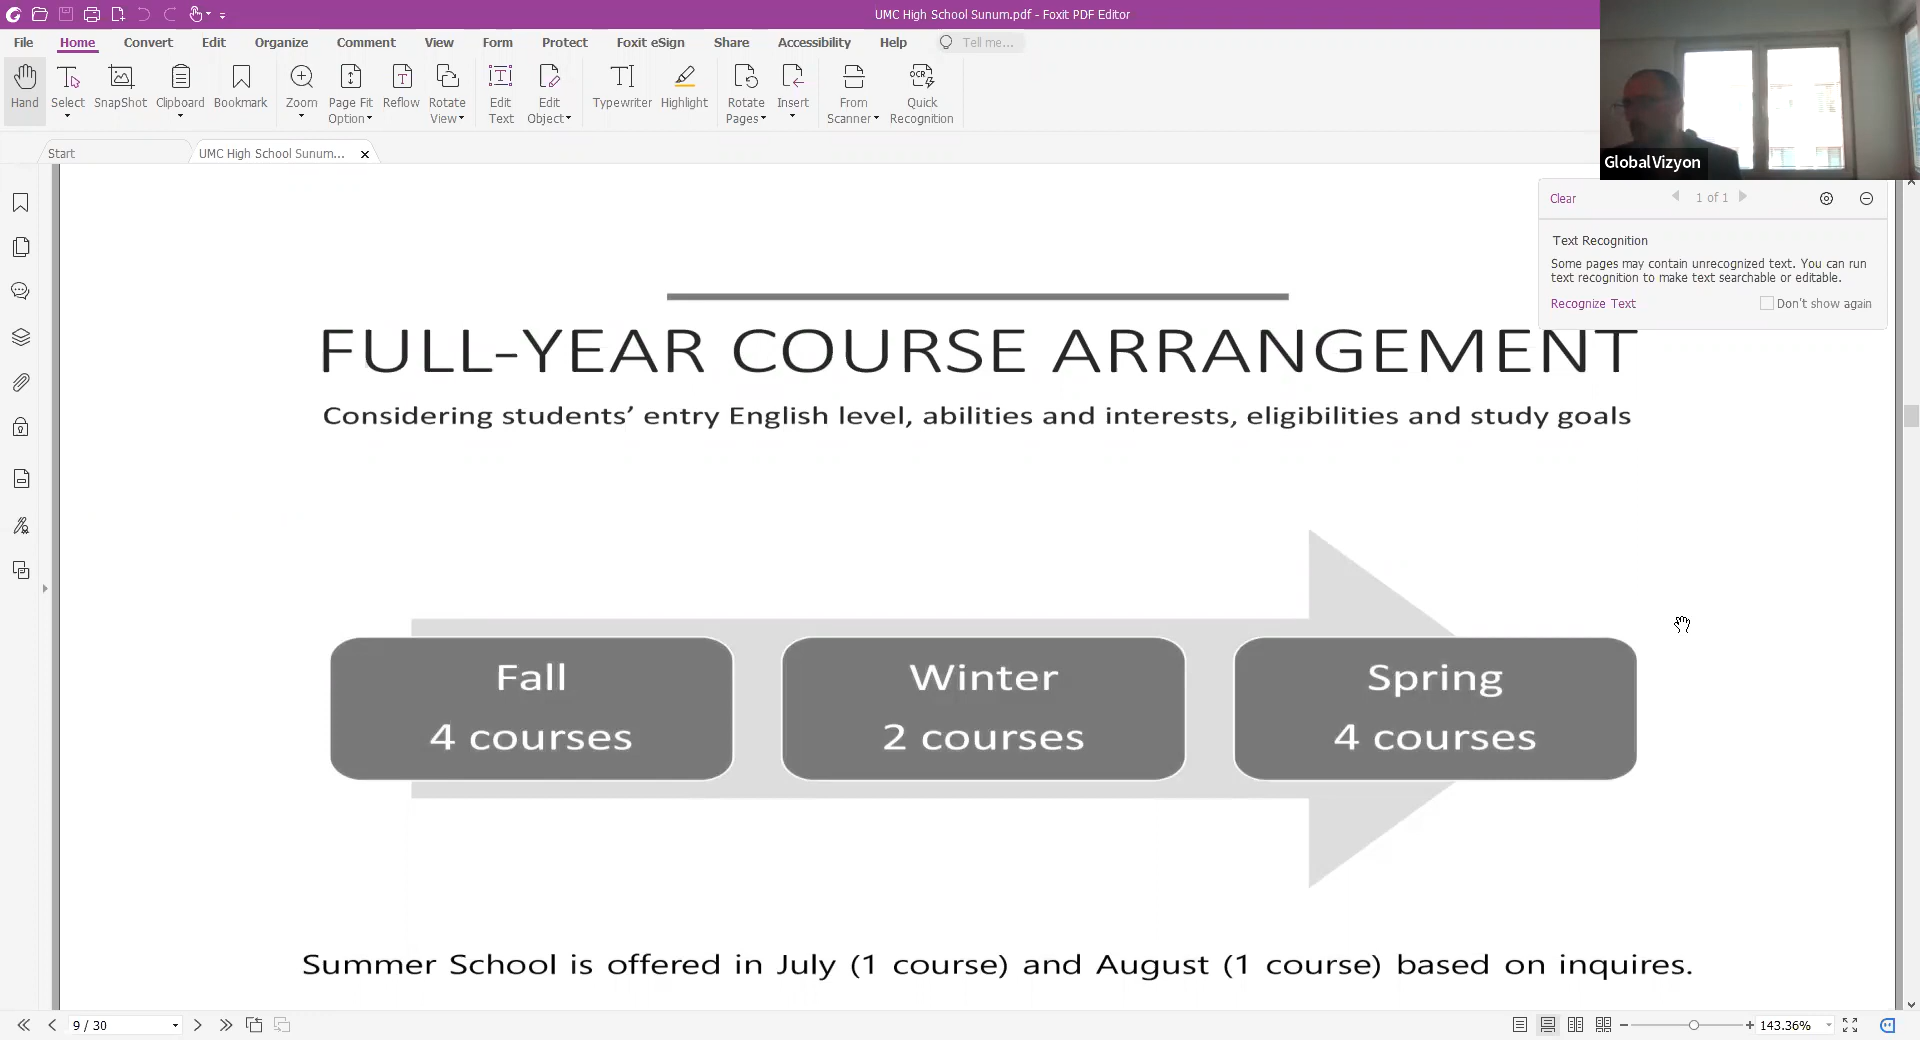 UMC High School Sunum.pdf - Foxit PDF Editor
File Home Convert Edit Organize Comment View Form Protect Foxit eSign Share Accessibility Help Tell me...
Hand Select SnapShot Clipboard Bookmark Zoom Page Fit Option Reflow Rotate View Edit Text Edit Object Typewriter Highlight Rotate Pages Insert From Scanner Quick Recognition
GlobalVizyon
Start UMC High School Sunum...
Clear 1 of 1
Text Recognition
Some pages may contain unrecognized text. You can run
text recognition to make text searchable or editable.
Recognize Text Don't show again
FULL-YEAR COURSE ARRANGEMENT
Considering students’ entry English level, abilities and interests, eligibilities and study goals
Fall
4 courses
Winter
2 courses
Spring
4 courses
Summer School is offered in July (1 course) and August (1 course) based on inquires.
9 / 30 143.36%